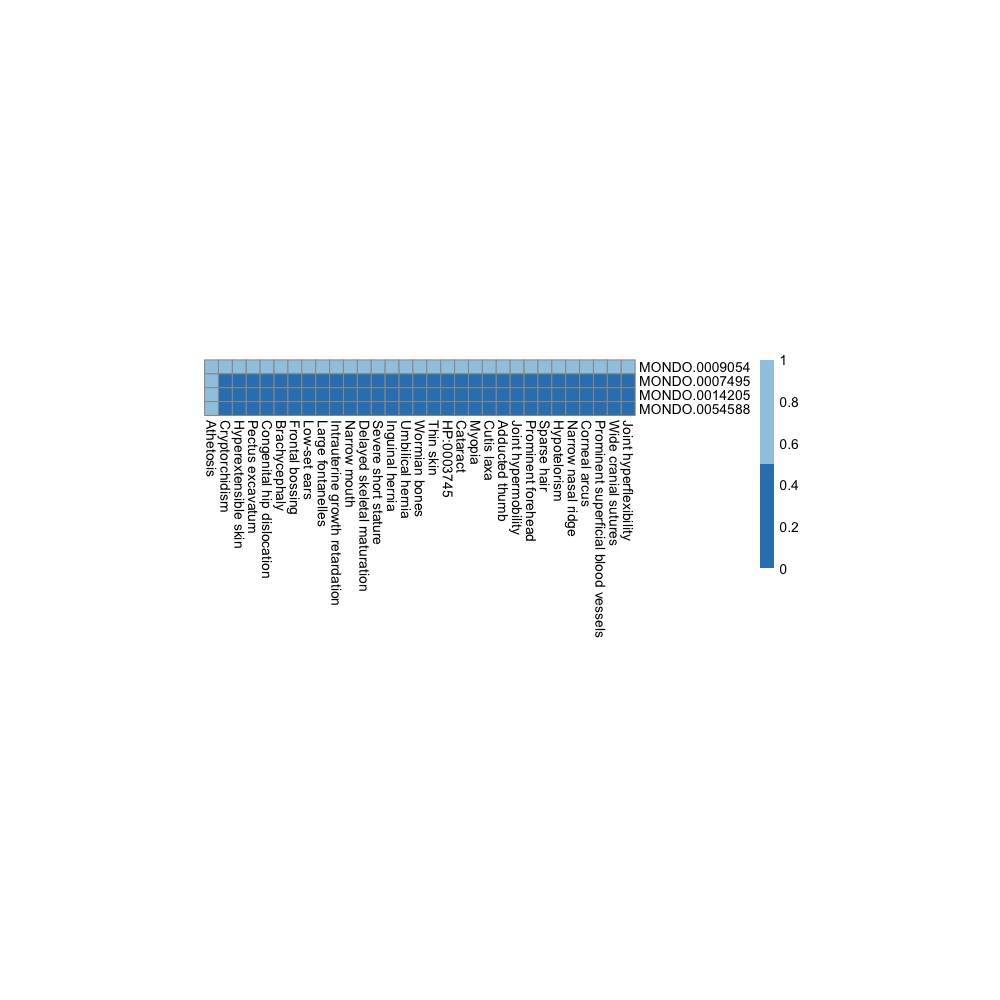 MONDO.0009054
MONDO.0007495
MONDO.0014205
MONDO.0054588
Athetosis
Cryptorchidism
Hyperextensible skin
Pectus excavatum
Congenital hip dislocation
Brachycephaly
Frontal bossing
Low-set ears
Large fontanelles
Intrauterine growth retardation
Narrow mouth
Delayed skeletal maturation
Severe short stature
Inguinal hernia
Umbilical hernia
Wormian bones
Thin skin
HP:0003745
Cataract
Myopia
Cutis laxa
Adducted thumb
Joint hypermobility
Prominent forehead
Sparse hair
Hypotelorism
Narrow nasal ridge
Corneal arcus
Prominent superficial blood vessels
Wide cranial sutures
Joint hyperflexibility
1
0.8
0.6
0.4
0.2
0